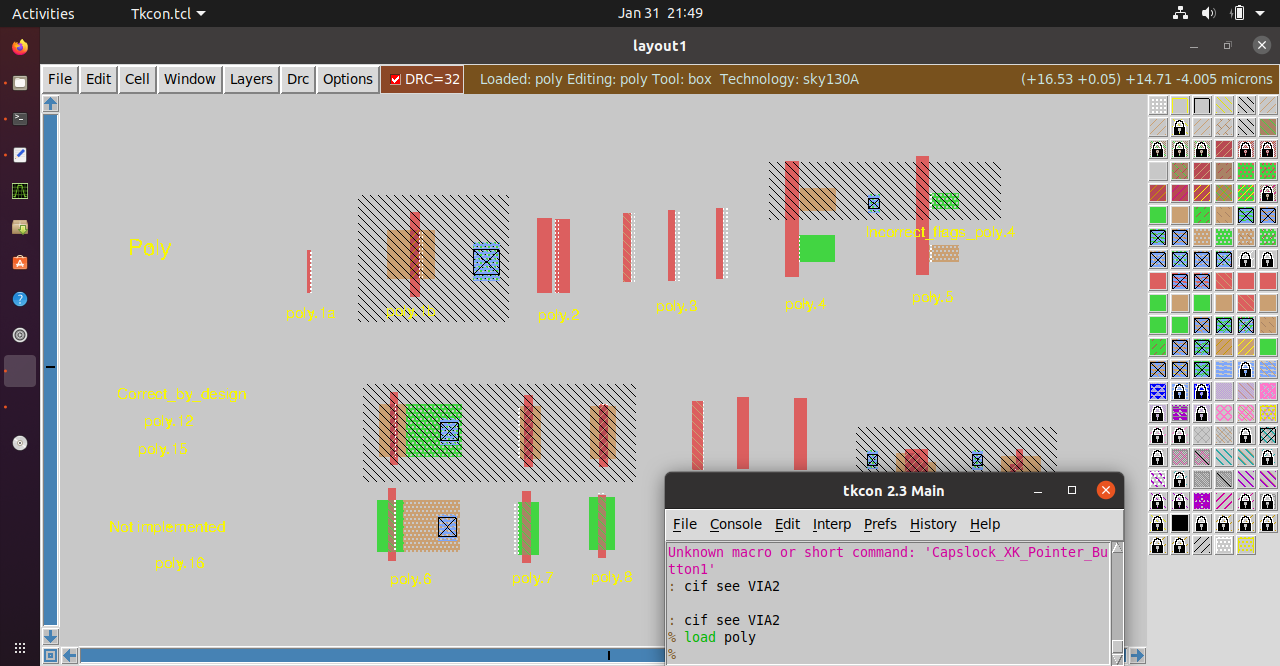 Activities
Tkcon.tcl
Jan 31 21:49
layout1
File Edit Cell Window Layers Drc Options DRC=32 Loaded: poly Editing: poly Tool: box Technology: sky130A (+16.53 +0.05) +14.71 -4.005 microns
Poly
Incorrect_flags_poly.4
poly.1a
poly.1b
poly.2
poly.3
poly.4
poly.5
Correct_by_design
poly.12
poly.15
Not implemented
poly.16
poly.6
poly.7
poly.8
tkcon 2.3 Main
File Console Edit Interp Prefs History Help
Unknown macro or short command: 'Capslock_XK_Pointer_Bu
tton1'
: cif see VIA2
: cif see VIA2
% load poly
%